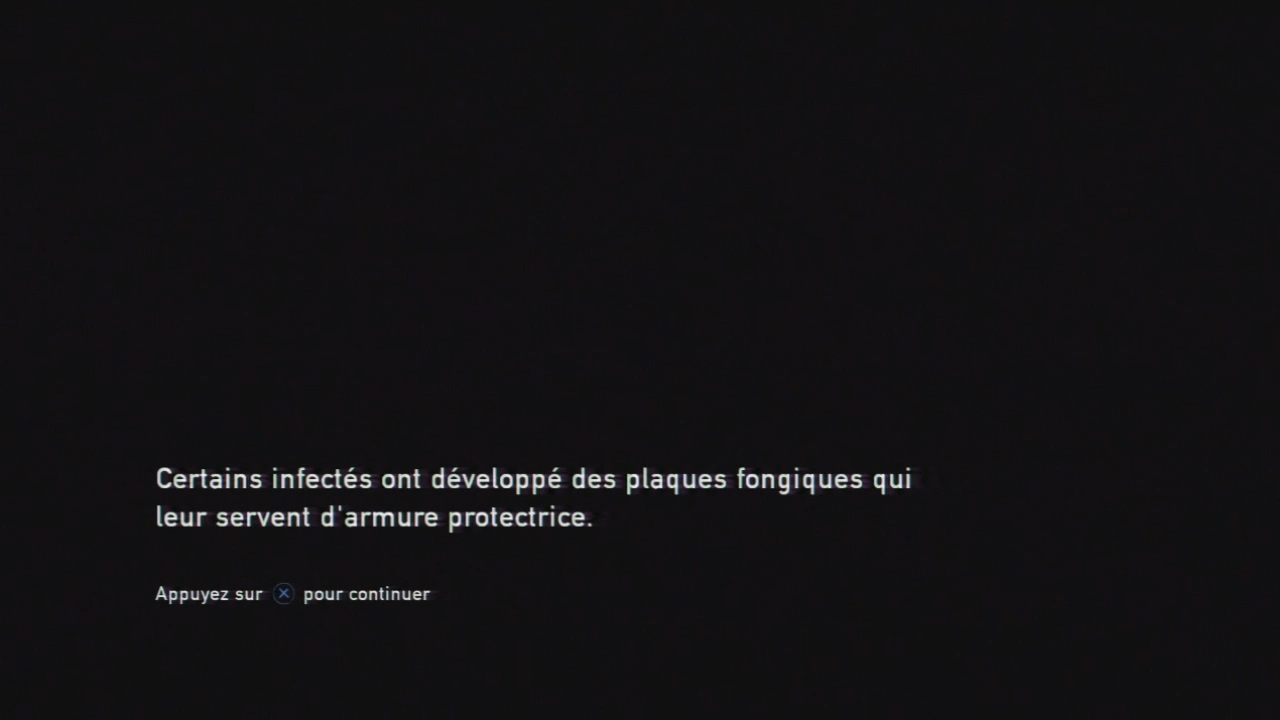 Certains infectés ont développé des plaques fongiques qui
leur servent d'armure protectrice.
Appuyez sur ⓧ pour continuer